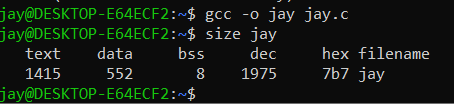 jay@DESKTOP-E64ECF2:~$ gcc -o jay jay.c
jay@DESKTOP-E64ECF2:~$ size jay
   text    data     bss     dec     hex filename
   1415     552       8    1975     7b7 jay
jay@DESKTOP-E64ECF2:~$